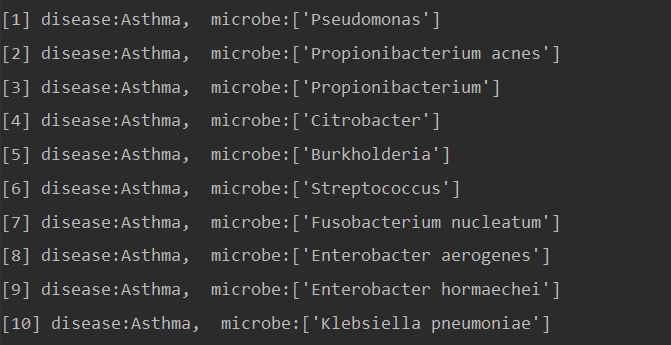 [1] disease:Asthma,  microbe:['Pseudomonas']
[2] disease:Asthma,  microbe:['Propionibacterium acnes']
[3] disease:Asthma,  microbe:['Propionibacterium']
[4] disease:Asthma,  microbe:['Citrobacter']
[5] disease:Asthma,  microbe:['Burkholderia']
[6] disease:Asthma,  microbe:['Streptococcus']
[7] disease:Asthma,  microbe:['Fusobacterium nucleatum']
[8] disease:Asthma,  microbe:['Enterobacter aerogenes']
[9] disease:Asthma,  microbe:['Enterobacter hormaechei']
[10] disease:Asthma,  microbe:['Klebsiella pneumoniae']